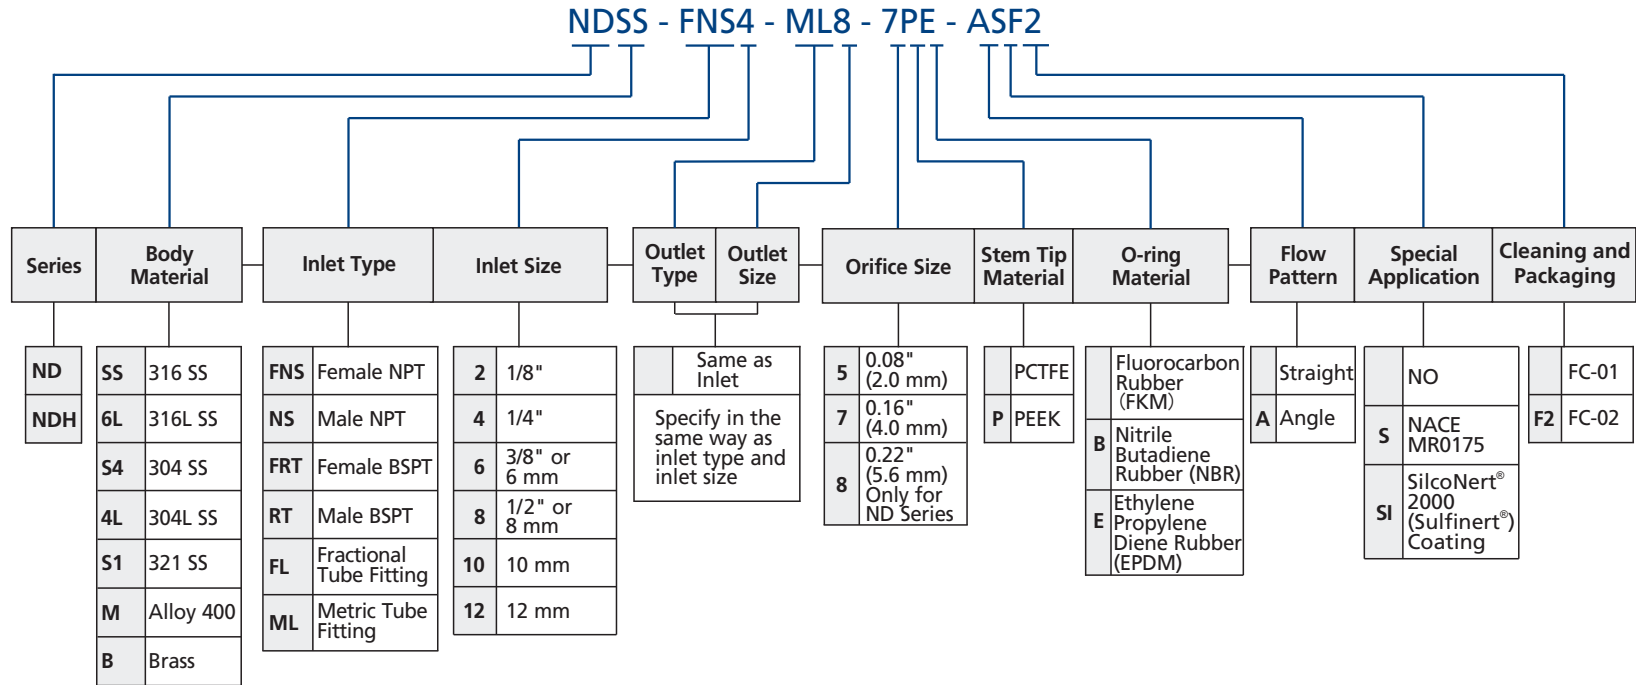 NDSS - FNS4 - ML8 - 7PE - ASF2
Series
Body
Material
Inlet Type
Inlet Size
Outlet
Type
Outlet
Size
Orifice Size
Stem Tip
Material
O-ring
Material
Flow
Pattern
Special
Application
Cleaning and
Packaging
ND
NDH
SS 316 SS
6L 316L SS
S4 304 SS
4L 304L SS
S1 321 SS
M Alloy 400
B Brass
FNS Female NPT
NS Male NPT
FRT Female BSPT
RT Male BSPT
FL Fractional
Tube Fitting
ML Metric Tube
Fitting
2 1/8"
4 1/4"
6 3/8" or
6 mm
8 1/2" or
8 mm
10 10 mm
12 12 mm
Same as
Inlet
Specify in the
same way as
inlet type and
inlet size
5 0.08"
(2.0 mm)
7 0.16"
(4.0 mm)
8 0.22"
(5.6 mm)
Only for
ND Series
PCTFE
P PEEK
Fluorocarbon
Rubber
(FKM)
B Nitrile
Butadiene
Rubber (NBR)
E Ethylene
Propylene
Diene Rubber
(EPDM)
Straight
A Angle
NO
S NACE
MR0175
SI SilcoNert®
2000
(Sulfinert®)
Coating
FC-01
F2 FC-02